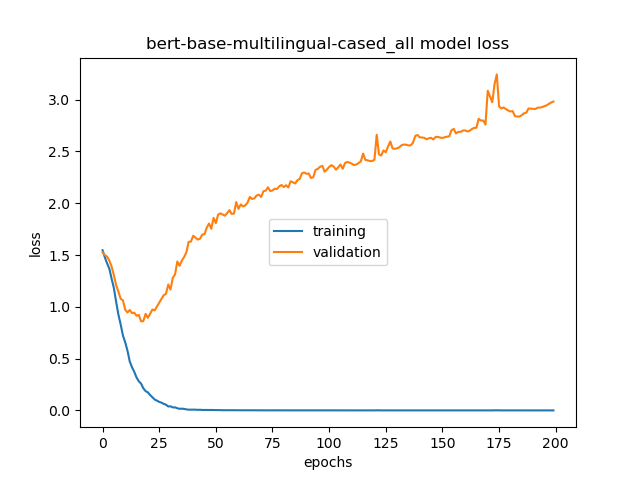 bert-base-multilingual-cased_all model loss
3.0
2.5
2.0
1.5
1.0
0.5
0.0
loss
training
validation
0 25 50 75 100 125 150 175 200
epochs